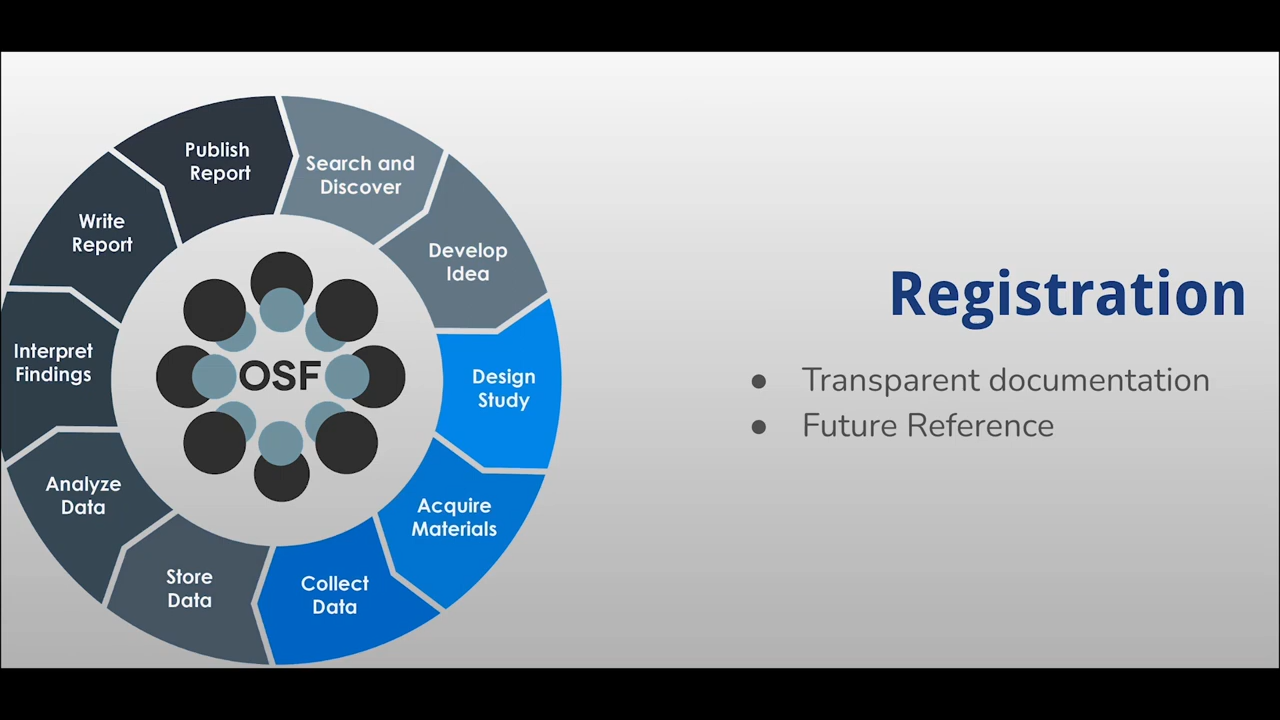 Publish
Report
Search and
Discover
Develop
Idea
Design
Study
Acquire
Materials
Collect
Data
Store
Data
Analyze
Data
Interpret
Findings
Write
Report
OSF
Registration
● Transparent documentation
● Future Reference